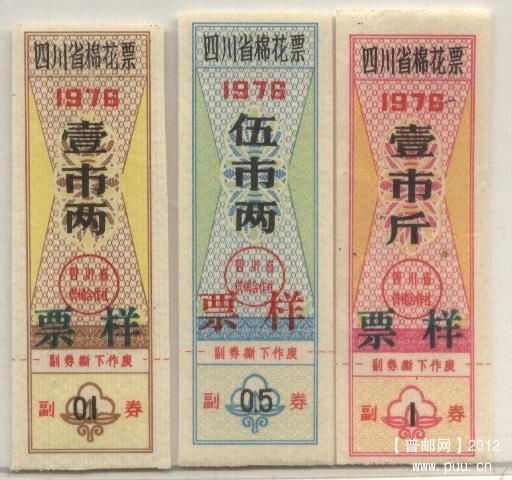 四川省棉花票
1976
壹市两
四川省
供销合作社
票样
副券撕下作废
副 0.1 券
四川省棉花票
1976
伍市两
四川省
供销合作社
票样
副券撕下作废
副 0.5 券
四川省棉花票
1976
壹市斤
四川省
供销合作社
票样
副券撕下作废
副 1 券
【普邮网】2012
www.puu.cn